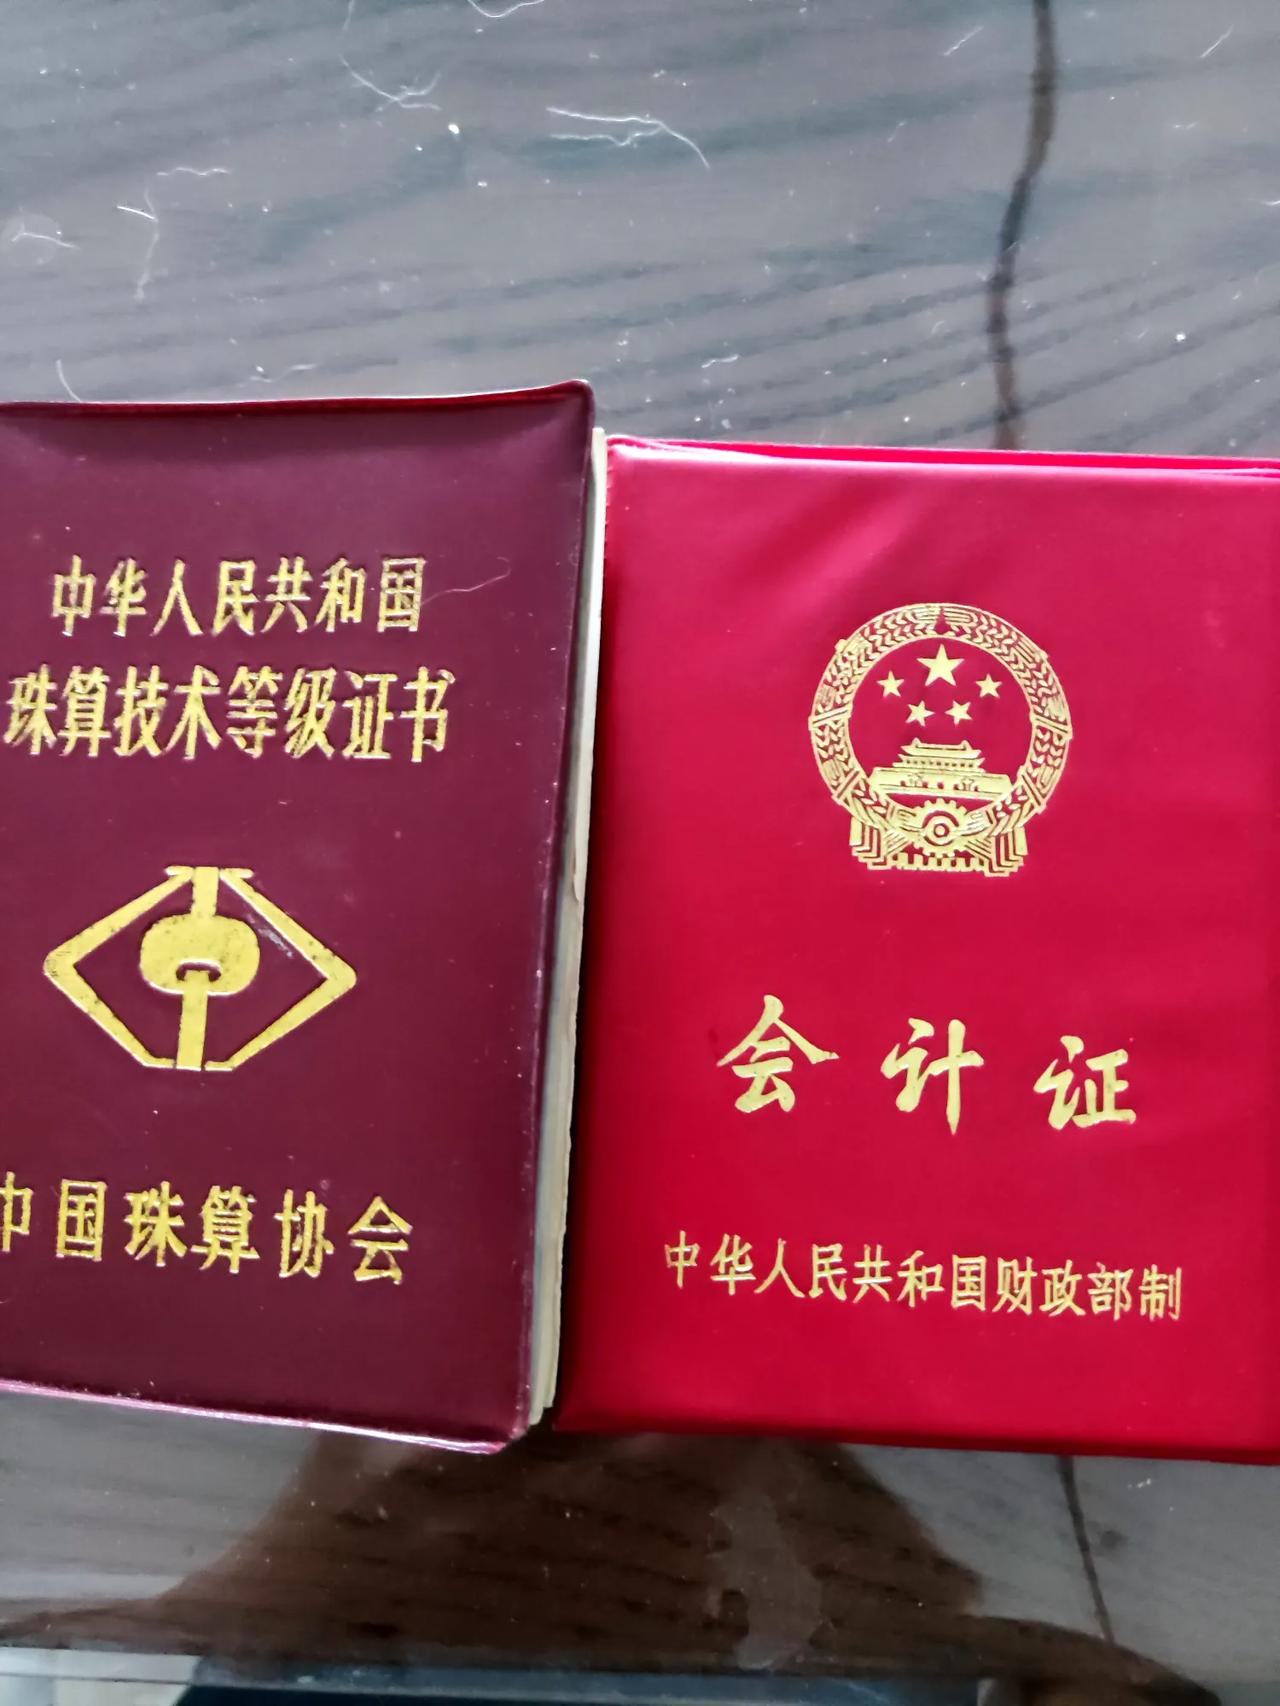 中华人民共和国
珠算技术等级证书
中国珠算协会
会计证
中华人民共和国财政部制